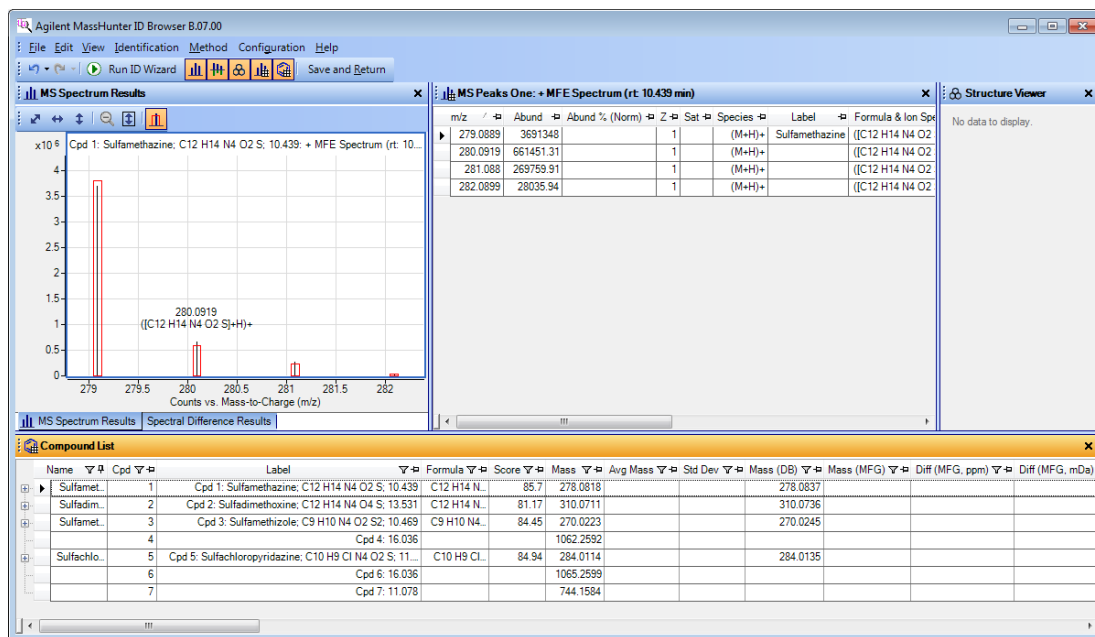 Agilent MassHunter ID Browser B.07.00
File Edit View Identification Method Configuration Help
Run ID Wizard Save and Return
MS Spectrum Results
x10 6 Cpd 1: Sulfamethazine; C12 H14 N4 O2 S; 10.439: + MFE Spectrum (rt: 10....
4
3.5
3
2.5
2
1.5
1
0.5
0
280.0919
([C12 H14 N4 O2 S]+H)+
279 279.5 280 280.5 281 281.5 282
Counts vs. Mass-to-Charge (m/z)
MS Spectrum Results Spectral Difference Results
MS Peaks One: + MFE Spectrum (rt: 10.439 min)
m/z Abund Abund % (Norm) Z Sat Species Label Formula & Ion Spe
279.0889 3691348 1 (M+H)+ Sulfamethazine ([C12 H14 N4 O2
280.0919 661451.31 1 (M+H)+ ([C12 H14 N4 O2
281.088 269759.91 1 (M+H)+ ([C12 H14 N4 O2
282.0899 28035.94 1 (M+H)+ ([C12 H14 N4 O2
Structure Viewer
No data to display.
Compound List
Name Cpd Label Formula Score Mass Avg Mass Std Dev Mass (DB) Mass (MFG) Diff (MFG, ppm) Diff (MFG, mDa)
Sulfamet... 1 Cpd 1: Sulfamethazine; C12 H14 N4 O2 S; 10.439 C12 H14 N... 85.7 278.0818 278.0837
Sulfadim... 2 Cpd 2: Sulfadimethoxine; C12 H14 N4 O4 S; 13.531 C12 H14 N... 81.17 310.0711 310.0736
Sulfamet... 3 Cpd 3: Sulfamethizole; C9 H10 N4 O2 S2; 10.469 C9 H10 N4... 84.45 270.0223 270.0245
4 Cpd 4: 16.036 1062.2592
Sulfachlo... 5 Cpd 5: Sulfachloropyridazine; C10 H9 Cl N4 O2 S; 11.... C10 H9 Cl... 84.94 284.0114 284.0135
6 Cpd 6: 16.036 1065.2599
7 Cpd 7: 11.078 744.1584